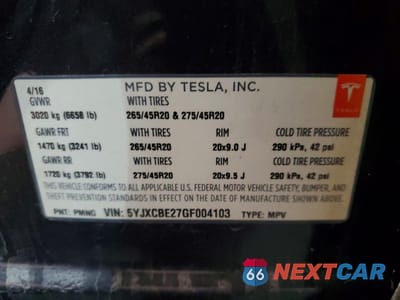 4/16 MFD BY TESLA, INC.
GVWR WITH TIRES
3020 kg (6658 lb) 265/45R20 & 275/45R20
GAWR FRT WITH TIRES RIM COLD TIRE PRESSURE
1470 kg (3241 lb) 265/45R20 20x9.0 J 290 kPa, 42 psi
GAWR RR WITH TIRES RIM COLD TIRE PRESSURE
1720 kg (3792 lb) 275/45R20 20x9.5 J 290 kPa, 42 psi
THIS VEHICLE CONFORMS TO ALL APPLICABLE U.S. FEDERAL MOTOR VEHICLE SAFETY, BUMPER, AND
THEFT PREVENTION STANDARDS IN EFFECT ON THE DATE OF MANUFACTURE SHOWN ABOVE.
PNT: PMNG VIN: 5YJXCBE27GF004103 TYPE: MPV
TESLA
66 NEXTCAR